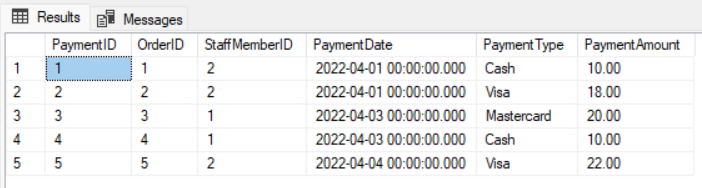 Results Messages
PaymentID OrderID StaffMemberID PaymentDate PaymentType PaymentAmount
1 1 1 2 2022-04-01 00:00:00.000 Cash 10.00
2 2 2 2 2022-04-01 00:00:00.000 Visa 18.00
3 3 3 1 2022-04-03 00:00:00.000 Mastercard 20.00
4 4 4 1 2022-04-03 00:00:00.000 Cash 10.00
5 5 5 2 2022-04-04 00:00:00.000 Visa 22.00